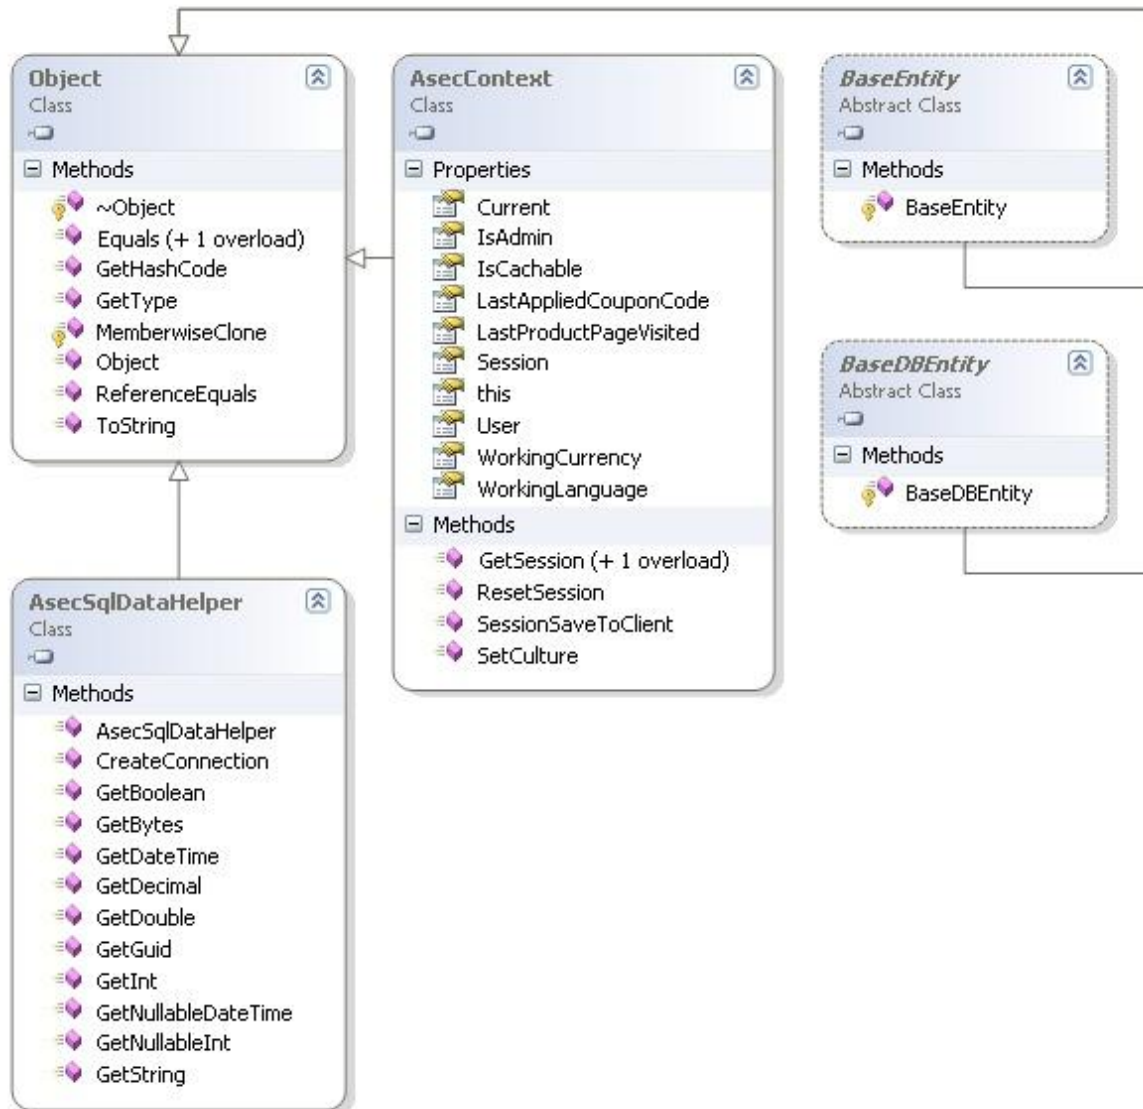 Object
Class
Methods
~Object
Equals (+ 1 overload)
GetHashCode
GetType
MemberwiseClone
Object
ReferenceEquals
ToString
AsecContext
Class
Properties
Current
IsAdmin
IsCachable
LastAppliedCouponCode
LastProductPageVisited
Session
this
User
WorkingCurrency
WorkingLanguage
Methods
GetSession (+ 1 overload)
ResetSession
SessionSaveToClient
SetCulture
BaseEntity
Abstract Class
Methods
BaseEntity
BaseDBEntity
Abstract Class
Methods
BaseDBEntity
AsecSqlDataHelper
Class
Methods
AsecSqlDataHelper
CreateConnection
GetBoolean
GetBytes
GetDateTime
GetDecimal
GetDouble
GetGuid
GetInt
GetNullableDateTime
GetNullableInt
GetString